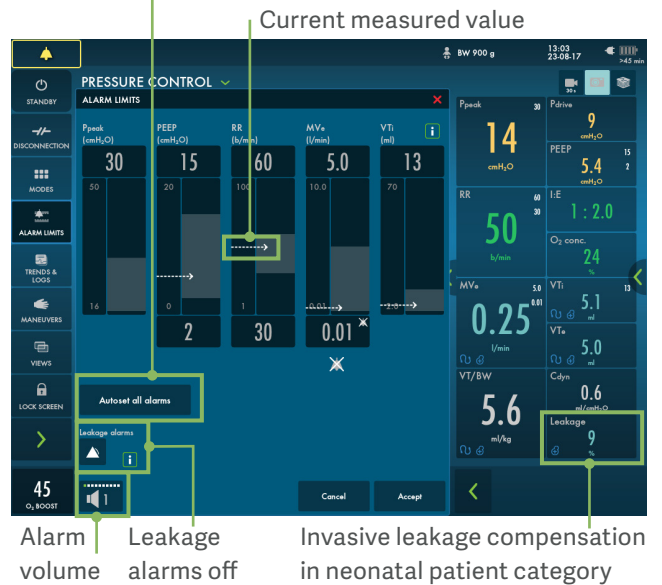 Current measured value
BW 900 g
13:03
23-08-17
>45 min
STANDBY
DISCONNECTION
MODES
ALARM LIMITS
TRENDS &
LOGS
MANEUVERS
VIEWS
LOCK SCREEN
45
O₂ BOOST
PRESSURE CONTROL
ALARM LIMITS
Ppeak
(cmH₂O)
PEEP
(cmH₂O)
RR
(b/min)
MVe
(l/min)
VTi
(ml)
30 15 60 5.0 13
50 20 100 10.0 70
16 0 1 0.01 2.0
2 30 0.01
Autoset all alarms
Leakage alarms
1
Cancel Accept
30 s
Ppeak 30
14
cmH₂O
Pdrive
9
cmH₂O
PEEP 15
5.4 2
cmH₂O
RR 60
30
50
b/min
I:E
1 : 2.0
O₂ conc.
24
%
MVe 5.0
0.01
0.25
l/min
VTi 13
5.1
ml
VTe
5.0
ml
VT/BW
5.6
ml/kg
Cdyn
0.6
ml/cmH₂O
Leakage
9
%
Alarm
volume
Leakage
alarms off
Invasive leakage compensation
in neonatal patient category